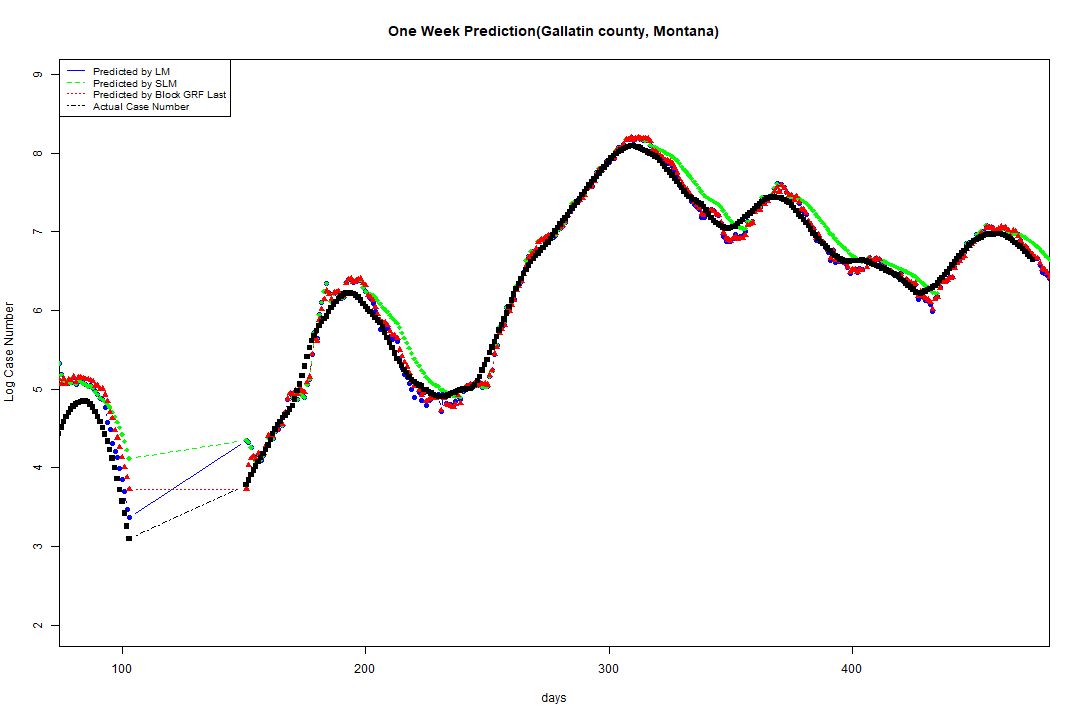 One Week Prediction(Gallatin county, Montana)
Predicted by LM
Predicted by SLM
Predicted by Block GRF Last
Actual Case Number
9
8
7
6
5
4
3
2
Log Case Number
100 200 300 400
days